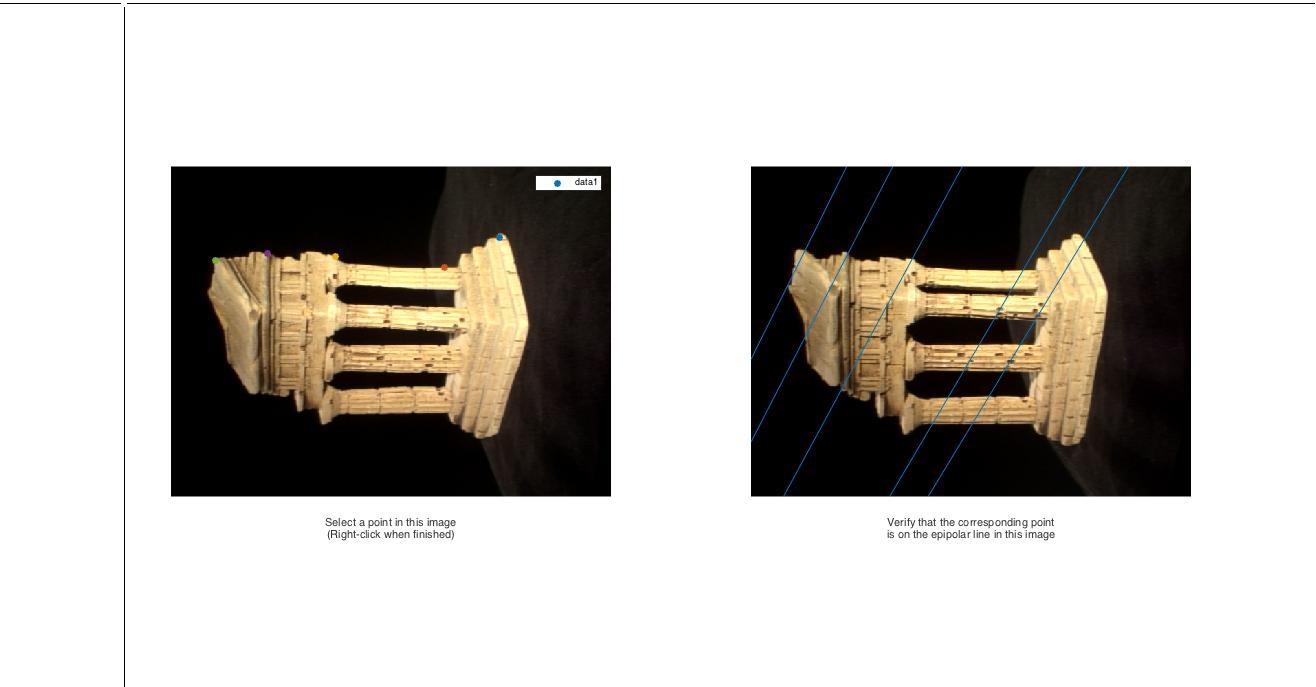 data1
Select a point in this image
(Right-click when finished)
Verify that the corresponding point
is on the epipolar line in this image